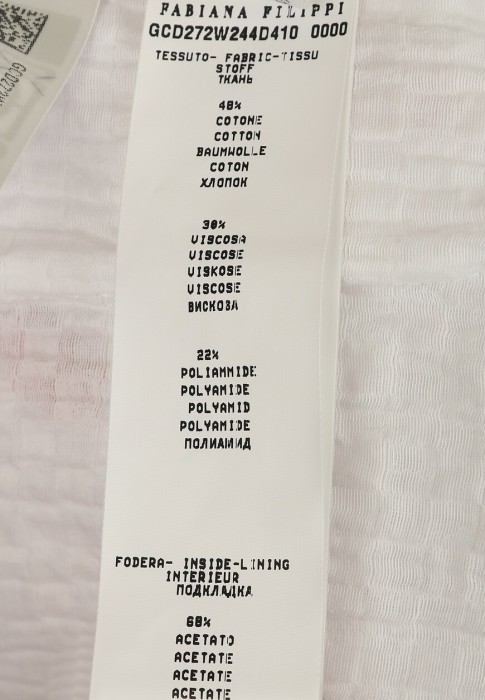 FABIANA FILIPPI
GCD272W244D410 0000
TESSUTO- FABRIC-TISSU
STOFF
ТКАНЬ
48%
COTONE
COTTON
BAUMWOLLE
COTON
ХЛОПОК
30%
VISCOSA
VISCOSE
VISKOSE
VISCOSE
ВИСКОЗА
22%
POLIAMMIDE
POLYAMIDE
POLYAMID
POLYAMIDE
ПОЛИАМИД
FODERA- INSIDE-LINING
INTERIEUR
ПОДКЛАДКА
68%
ACETATO
ACETATE
ACETATE
ACETATE